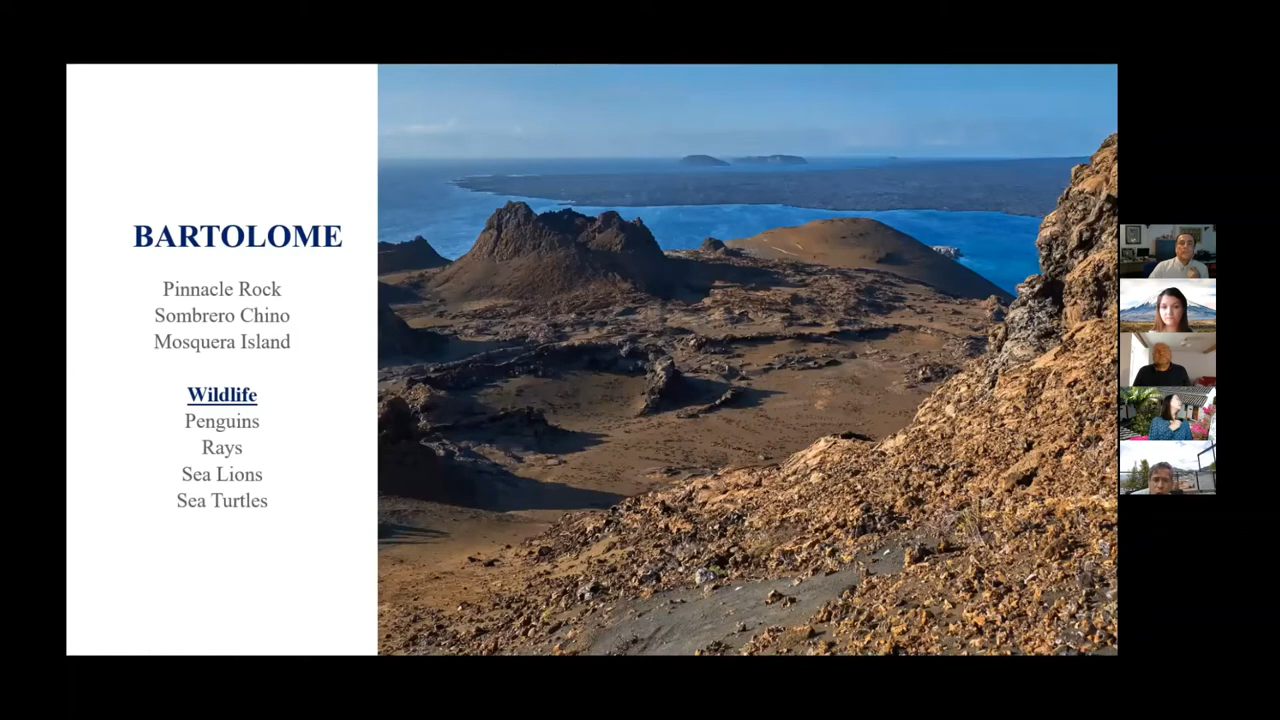 BARTOLOME
Pinnacle Rock
Sombrero Chino
Mosquera Island
Wildlife
Penguins
Rays
Sea Lions
Sea Turtles